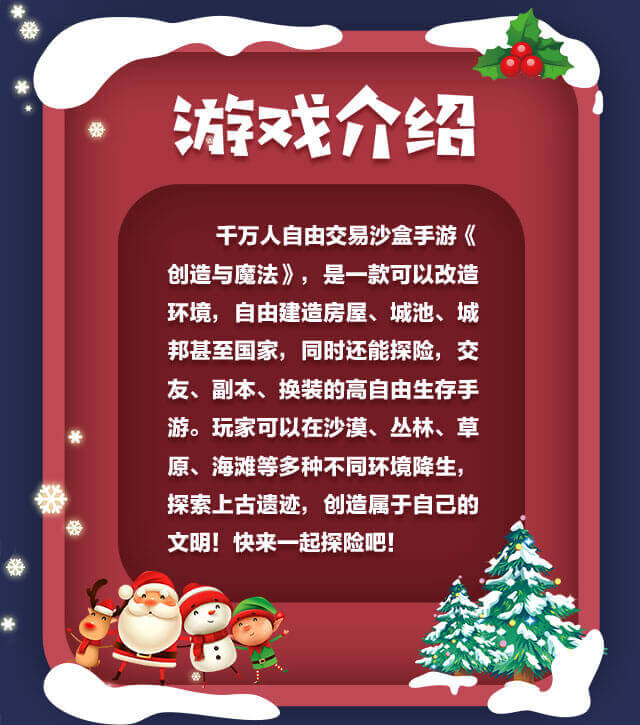 游戏介绍
千万人自由交易沙盒手游《
创造与魔法》，是一款可以改造
环境，自由建造房屋、城池、城
邦甚至国家，同时还能探险，交
友、副本、换装的高自由生存手
游。玩家可以在沙漠、丛林、草
原、海滩等多种不同环境降生，
探索上古遗迹，创造属于自己的
文明！快来一起探险吧！